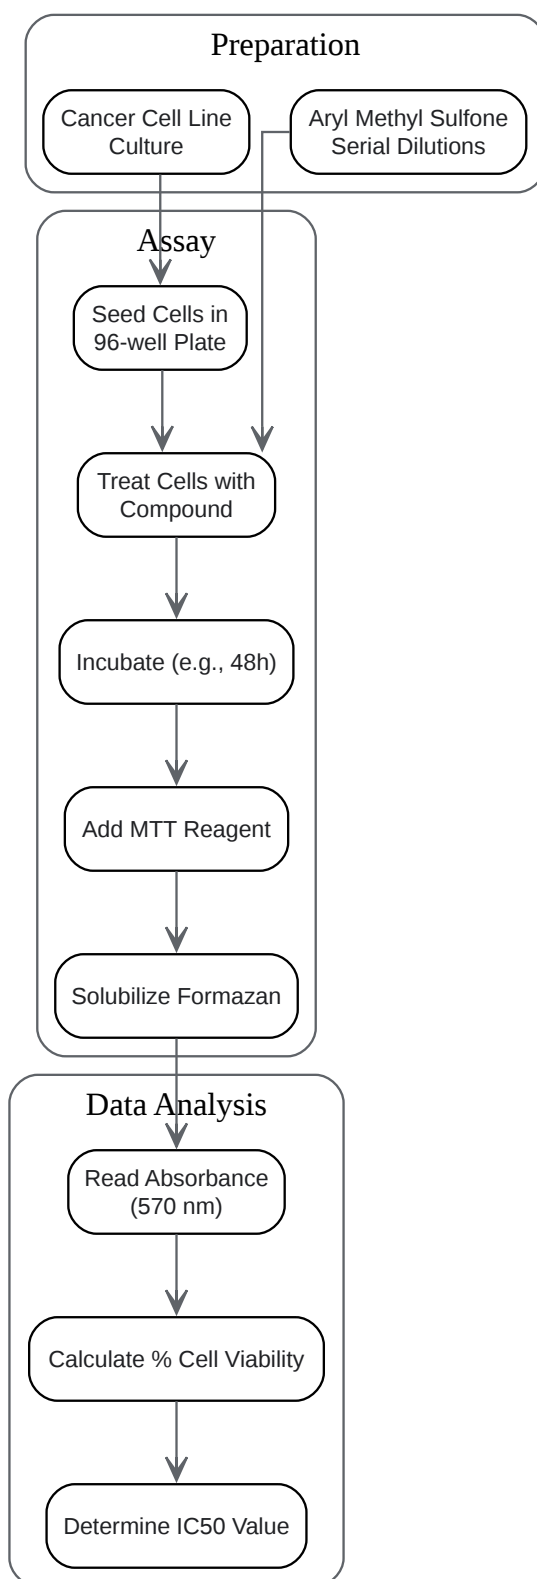 Preparation
Cancer Cell Line
Culture
Aryl Methyl Sulfone
Serial Dilutions
Assay
Seed Cells in
96-well Plate
Treat Cells with
Compound
Incubate (e.g., 48h)
Add MTT Reagent
Solubilize Formazan
Data Analysis
Read Absorbance
(570 nm)
Calculate % Cell Viability
Determine IC50 Value